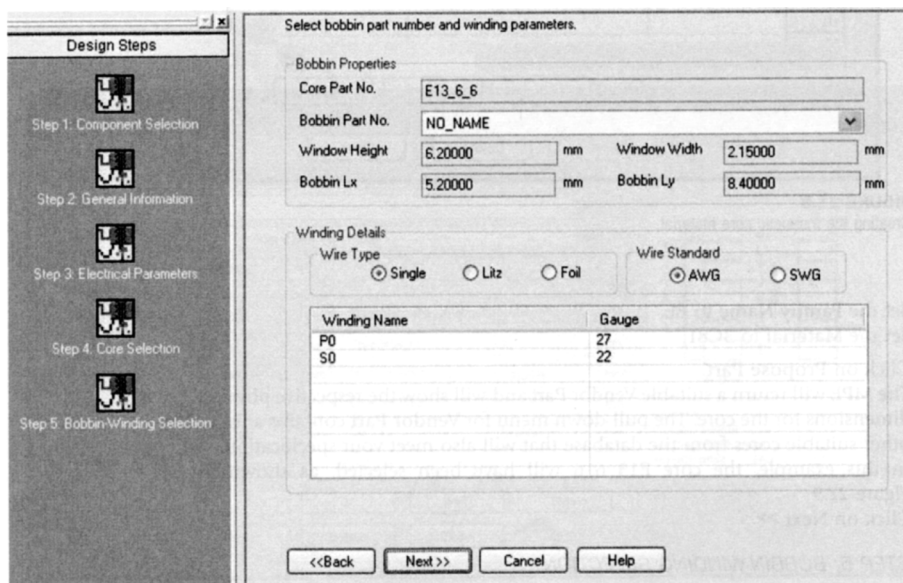 Design Steps
Step 1: Component Selection
Step 2: General Information
Step 3: Electrical Parameters
Step 4: Core Selection
Step 5: Bobbin-Winding Selection
Select bobbin part number and winding parameters.
Bobbin Properties
Core Part No. E13_6_6
Bobbin Part No. NO_NAME
Window Height 6.20000 mm Window Width 2.15000 mm
Bobbin Lx 5.20000 mm Bobbin Ly 8.40000 mm
Winding Details
Wire Type Wire Standard
Single Litz Foil AWG SWG
Winding Name Gauge
P0 27
S0 22
<<Back Next>> Cancel Help